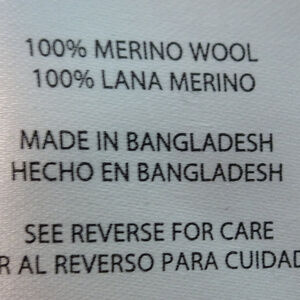 100% MERINO WOOL
100% LANA MERINO
MADE IN BANGLADESH
HECHO EN BANGLADESH
SEE REVERSE FOR CARE
AL REVERSO PARA